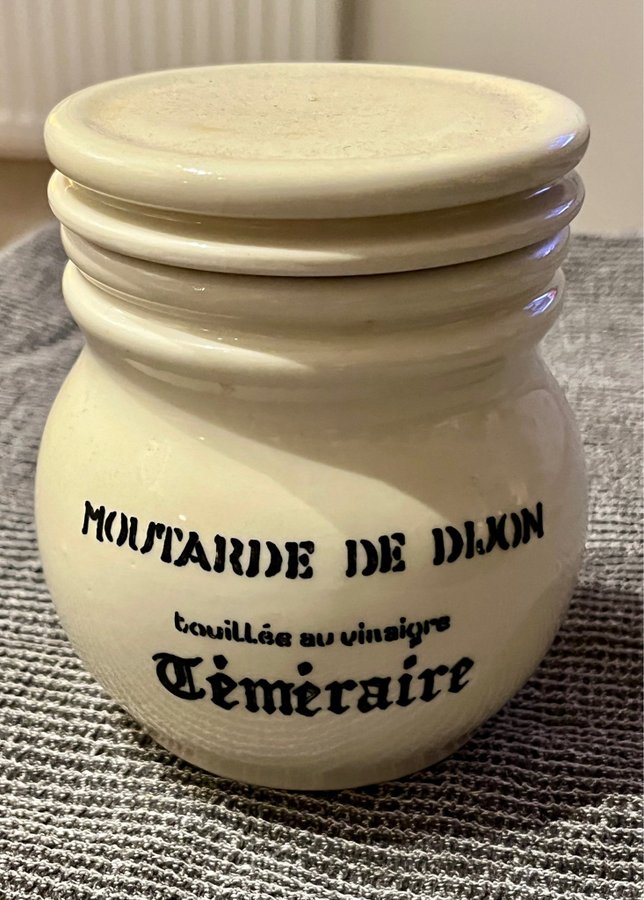 MOUTARDE DE DIJON
touillée au vinaigre
Téméraire